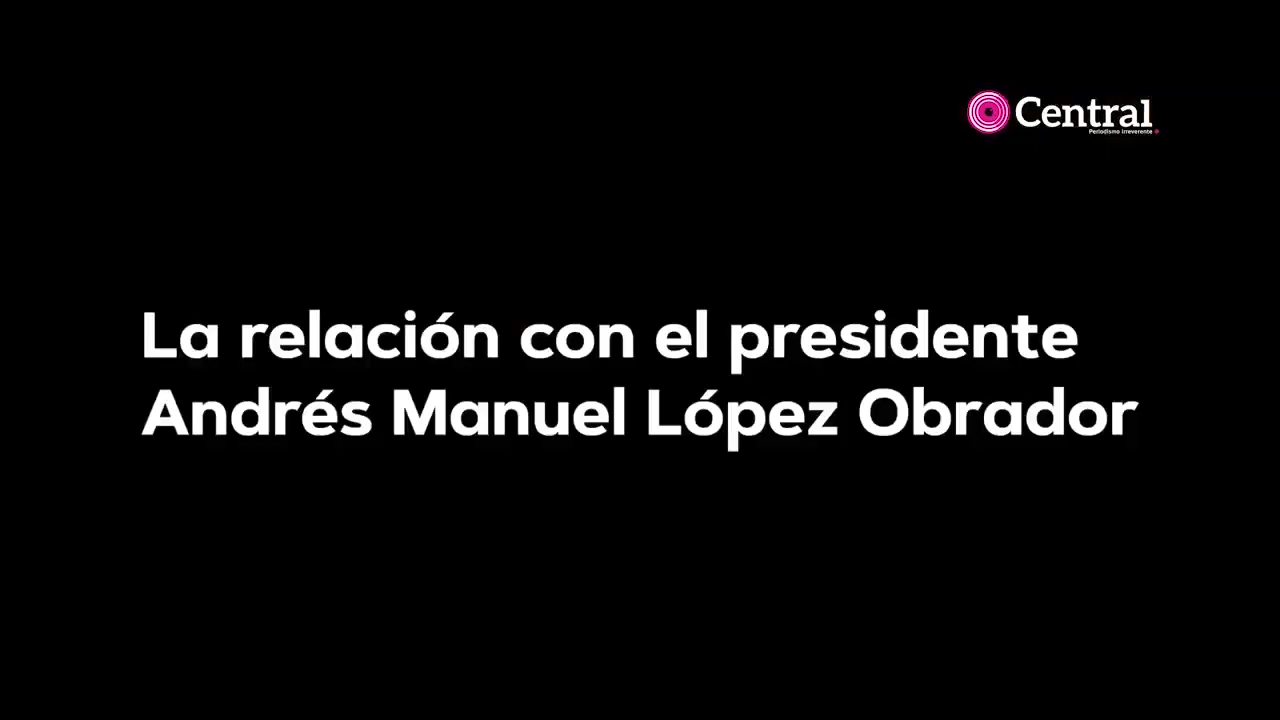 Central
Periodismo irreverente
La relación con el presidente
Andrés Manuel López Obrador